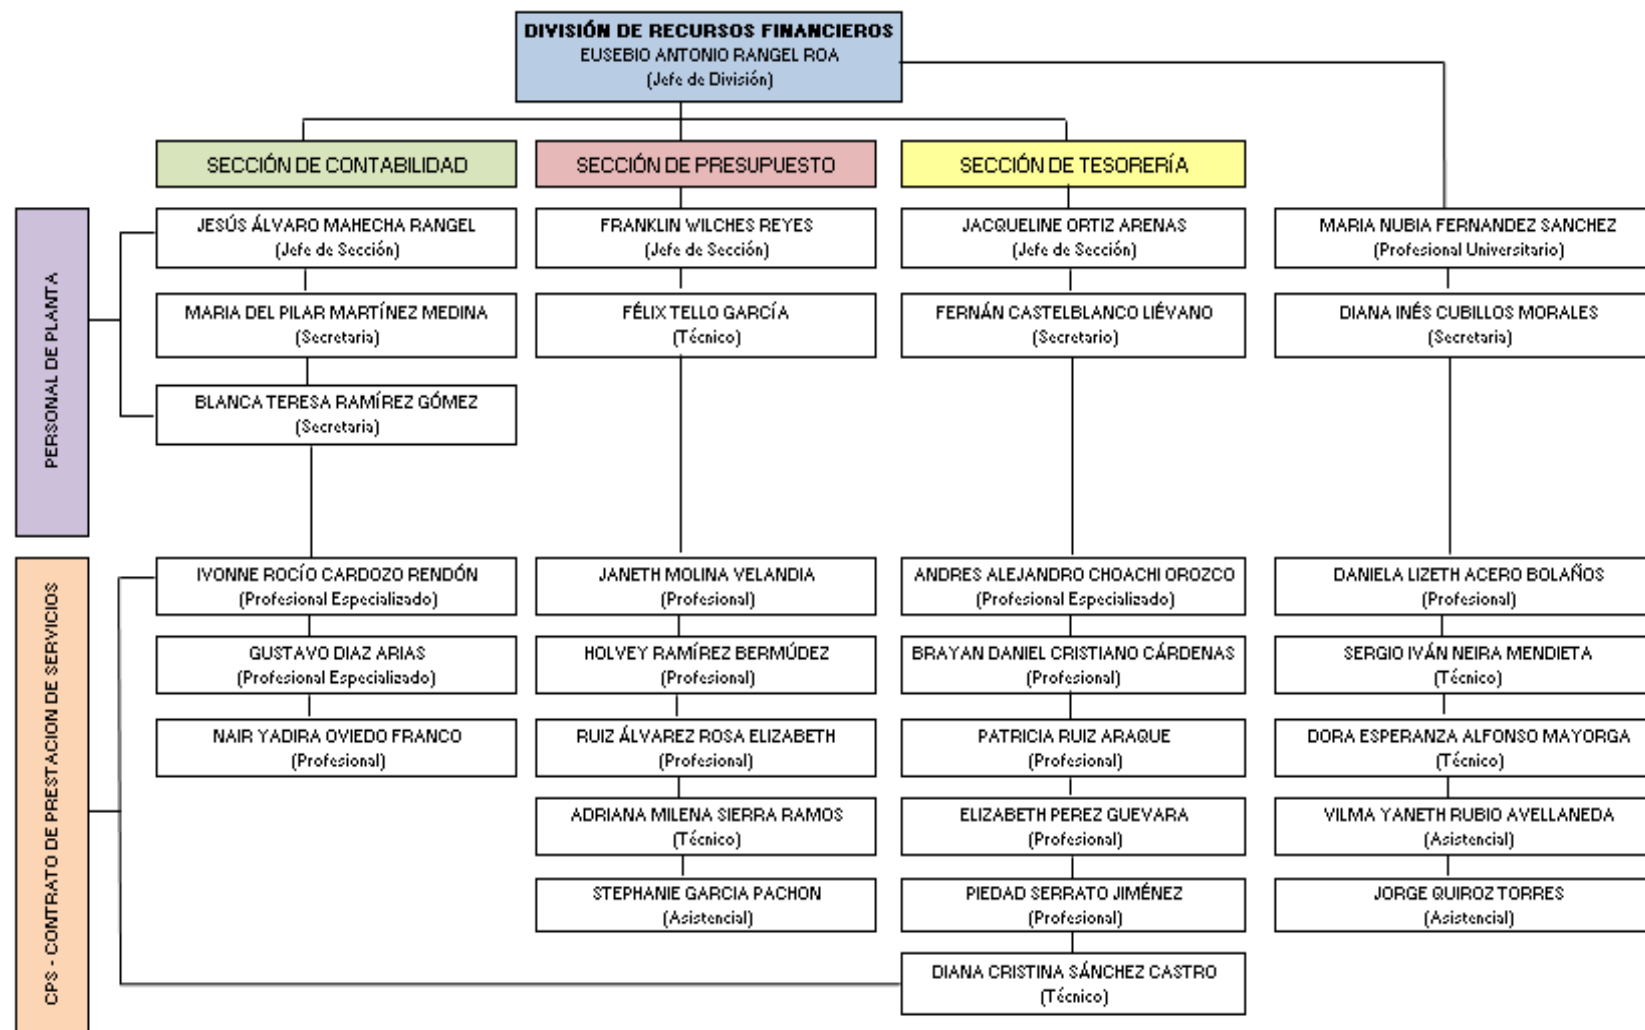 DIVISIÓN DE RECURSOS FINANCIEROS
EUSEBIO ANTONIO RANGEL ROA
(Jefe de División)
SECCIÓN DE CONTABILIDAD
SECCIÓN DE PRESUPUESTO
SECCIÓN DE TESORERÍA
PERSONAL DE PLANTA
JESÚS ÁLVARO MAHECHA RANGEL
(Jefe de Sección)
FRANKLIN WILCHES REYES
(Jefe de Sección)
JACQUELINE ORTIZ ARENAS
(Jefe de Sección)
MARIA NUBIA FERNANDEZ SANCHEZ
(Profesional Universitario)
MARIA DEL PILAR MARTÍNEZ MEDINA
(Secretaria)
FÉLIX TELLO GARCÍA
(Técnico)
FERNÁN CASTELBLANCO LIÉVANO
(Secretario)
DIANA INÉS CUBILLOS MORALES
(Secretaria)
BLANCA TERESA RAMÍREZ GÓMEZ
(Secretaria)
CPS - CONTRATO DE PRESTACION DE SERVICIOS
IVONNE ROCÍO CARDOZO RENDÓN
(Profesional Especializado)
JANETH MOLINA VELANDIA
(Profesional)
ANDRES ALEJANDRO CHOACHI OROZCO
(Profesional Especializado)
DANIELA LIZETH ACERO BOLAÑOS
(Profesional)
GUSTAVO DIAZ ARIAS
(Profesional Especializado)
HOLVEY RAMÍREZ BERMÚDEZ
(Profesional)
BRAYAN DANIEL CRISTIANO CÁRDENAS
(Profesional)
SERGIO IVÁN NEIRA MENDIETA
(Técnico)
NAIR YADIRA OVIEDO FRANCO
(Profesional)
RUIZ ÁLVAREZ ROSA ELIZABETH
(Profesional)
PATRICIA RUIZ ARAQUE
(Profesional)
DORA ESPERANZA ALFONSO MAYORGA
(Técnico)
ADRIANA MILENA SIERRA RAMOS
(Técnico)
ELIZABETH PEREZ GUEVARA
(Profesional)
VILMA YANETH RUBIO AVELLANEDA
(Asistencial)
STEPHANIE GARCIA PACHON
(Asistencial)
PIEDAD SERRATO JIMÉNEZ
(Profesional)
JORGE QUIROZ TORRES
(Asistencial)
DIANA CRISTINA SÁNCHEZ CASTRO
(Técnico)